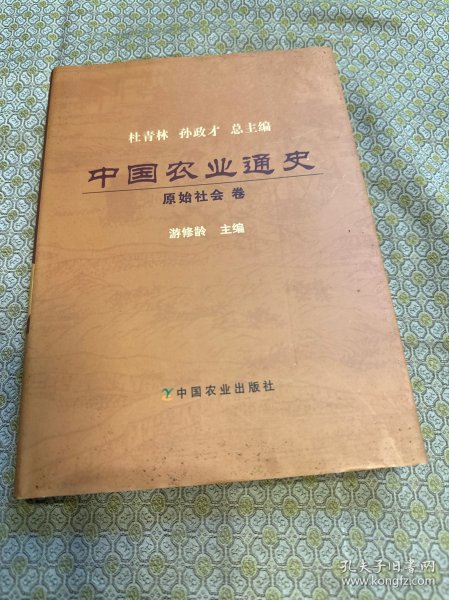 杜青林 孙政才 总主编
中国农业通史
原始社会 卷
游修龄 主编
中国农业出版社
孔夫子旧书网
www.kongfz.com